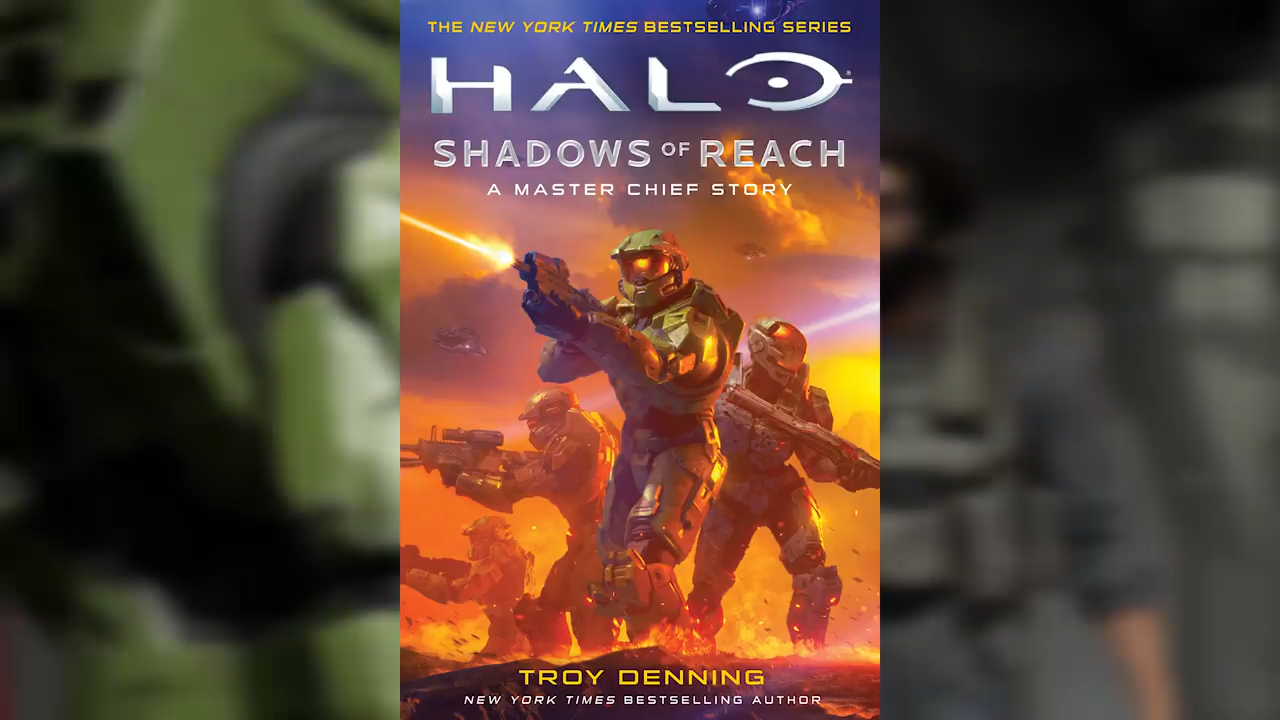 THE NEW YORK TIMES BESTSELLING SERIES
HALO
SHADOWS OF REACH
A MASTER CHIEF STORY
TROY DENNING
NEW YORK TIMES BESTSELLING AUTHOR